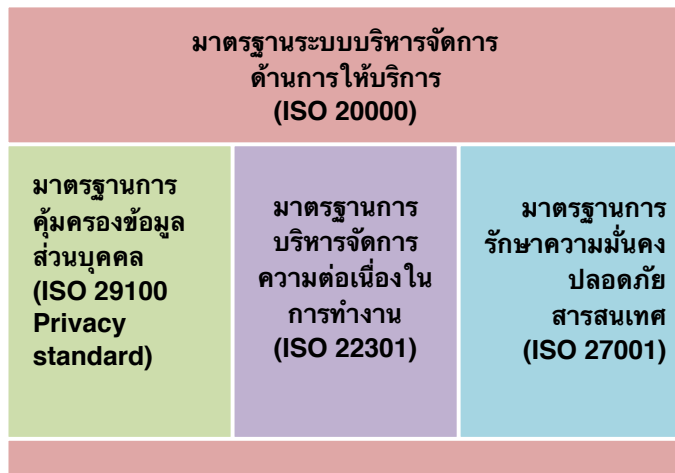 มาตรฐานระบบบริหารจัดการ
ด้านการให้บริการ
(ISO 20000)
มาตรฐานการ
คุ้มครองข้อมูล
ส่วนบุคคล
(ISO 29100
Privacy
standard)
มาตรฐานการ
บริหารจัดการ
ความต่อเนื่องใน
การทำงาน
(ISO 22301)
มาตรฐานการ
รักษาความมั่นคง
ปลอดภัย
สารสนเทศ
(ISO 27001)